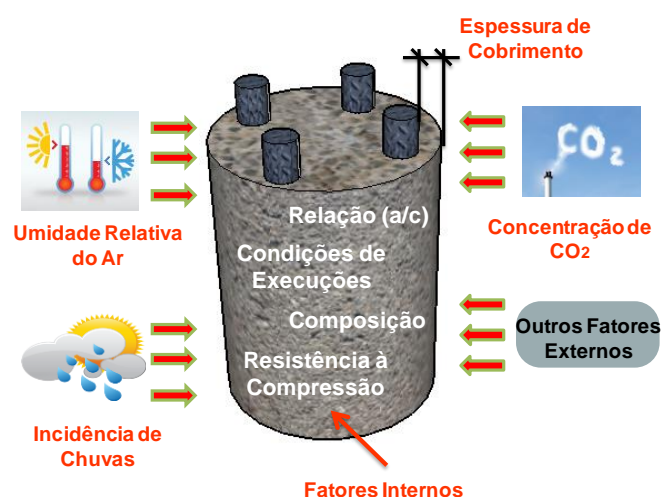 Espessura de
Cobrimento
CO2
Umidade Relativa
do Ar
Concentração de
CO2
Relação (a/c)
Condições de
Execuções
Composição
Resistência à
Compressão
Outros Fatores
Externos
Incidência de
Chuvas
Fatores Internos